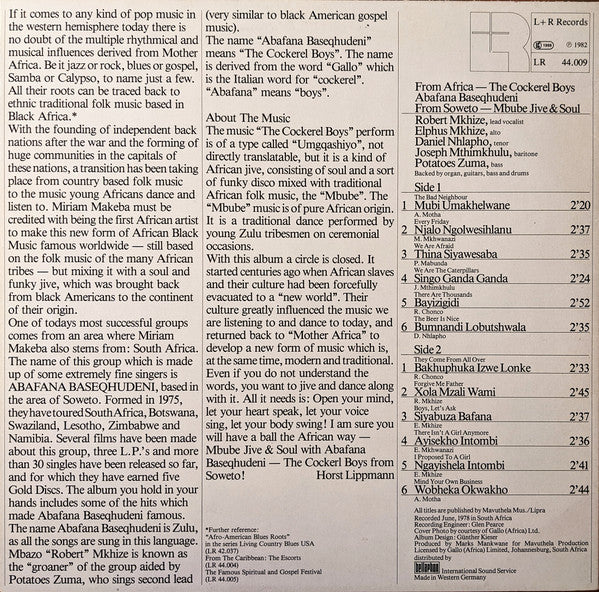 If it comes to any kind of pop music in
the western hemisphere today there is
no doubt of the multiple rhythmical and
musical influences derived from Mother
Africa. Be it jazz or rock, blues or gospel,
Samba or Calypso, to name just a few.
All their roots can be traced back to
ethnic traditional folk music based in
Black Africa.*
With the founding of independent back
nations after the war and the forming of
huge communities in the capitals of
these nations, a transition has been taking
place from country based folk music
to the music young Africans dance and
listen to. Miriam Makeba must be
credited with being the first African artist
to make this new form of African Black
Music famous worldwide — still based
on the folk music of the many African
tribes — but mixing it with a soul and
funky jive, which was brought back
from black Americans to the continent
of their origin.
One of todays most successful groups
comes from an area where Miriam
Makeba also stems from: South Africa.
The name of this group which is made
up of some extremely fine singers is
ABAFANA BASEQHUDENI, based in
the area of Soweto. Formed in 1975,
they have toured South Africa, Botswana,
Swaziland, Lesotho, Zimbabwe and
Namibia. Several films have been made
about this group, three L.P.'s and more
than 30 singles have been released so far,
and for which they have earned five
Gold Discs. The album you hold in your
hands includes some of the hits which
made Abafana Baseqhudeni famous.
The name Abafana Baseqhudeni is Zulu,
as all the songs are sung in this language.
Mbazo "Robert" Mkhize is known as
the "groaner" of the group aided by
Potatoes Zuma, who sings second lead
(very similar to black American gospel
music).
The name "Abafana Baseqhudeni"
means "The Cockerel Boys". The name
is derived from the word "Gallo" which
is the Italian word for "cockerel".
"Abafana" means "boys".
About The Music
The music "The Cockerel Boys" perform
is of a type called "Umgqashiyo", not
directly translatable, but it is a kind of
African jive, consisting of soul and a sort
of funky disco mixed with traditional
African folk music, the "Mbube". The
"Mbube" music is of pure African origin.
It is a traditional dance performed by
young Zulu tribesmen on ceremonial
occasions.
With this album a circle is closed. It
started centuries ago when African slaves
and their culture had been forcefully
evacuated to a "new world". Their
culture greatly influenced the music we
are listening to and dance to today, and
returned back to "Mother Africa" to
develop a new form of music which is,
at the same time, modern and traditional.
Even if you do not understand the
words, you want to jive and dance along
with it. All it needs is: Open your mind,
let your heart speak, let your voice
sing, let your body swing! I am sure you
will have a ball the African way —
Mbube Jive & Soul with Abafana
Baseqhudeni — The Cockerl Boys from
Soweto! Horst Lippmann
*Further reference:
"Afro-American Blues Roots"
in the series Living Country Blues USA
(LR 42.037)
From The Caribbean: The Escorts
(LR 44.004)
The Famous Spiritual and Gospel Festival
(LR 44.005)
L+R Records
℗ 1982
LR 44.009
From Africa — The Cockerel Boys
Abafana Baseqhudeni
From Soweto — Mbube Jive & Soul
Robert Mkhize, lead vocalist
Elphus Mkhize, alto
Daniel Nhlapho, tenor
Joseph Mthimkhulu, baritone
Potatoes Zuma, bass
Backed by organ, guitars, bass and drums
Side 1
The Bad Neighbour
1 Mubi Umakhelwane 2'20
A. Motha
Every Friday
2 Njalo Ngolwesihlanu 2'37
M. Mkhwanazi
We Are Afraid
3 Thina Siyawesaba 2'35
P. Mabunda
We Are The Caterpillars
4 Singo Ganda Ganda 2'24
J. Mthimkhulu
There Are Thousands
5 Bayizigidi 2'52
R. Chonco
The Beer Is Nice
6 Bumnandi Lobutshwala 2'35
D. Nhlapho
Side 2
They Come From All Over
1 Bakhuphuka Izwe Lonke 2'33
R. Chonco
Forgive Me Father
2 Xola Mzali Wami 2'45
R. Mkhize
Boys, Let's Ask
3 Siyabuza Bafana 2'37
E. Mkhize
There Isn't A Girl Anymore
4 Ayisekho Intombi 2'36
E. Mkhwanazi
I Proposed To A Girl
5 Ngayishela Intombi 2'41
E. Mkhize
Mind Your Own Business
6 Wobheka Okwakho 2'44
A. Motha
All titles are published by Mavuthela Mus./Lipra
Recorded June, 1978 in South Africa
Recording Engineer: Glen Pearce
Cover Photo by courtesy of Gallo (Africa) Ltd.
Album Design: Günther Kiener
Produced by Marks Mankwane for Mavuthela Production
Licensed by Gallo (Africa) Limited, Johannesburg, South Africa
distributed by
bellaphon International Sound Service
Made in Western Germany